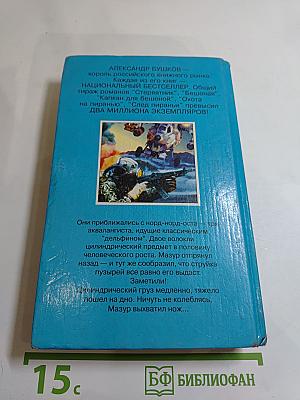 АЛЕКСАНДР БУШКОВ —
король российского книжного рынка.
Каждая из его книг —
НАЦИОНАЛЬНЫЙ БЕСТСЕЛЛЕР. Общий
тираж романов "Стервятник", "Бешеная",
"Капкан для бешеной", "Охота
на пиранью", "След пираньи" превысил
ДВА МИЛЛИОНА ЭКЗЕМПЛЯРОВ!
Они приближались с норд-норд-оста — три
аквалангиста, идущие классическим
"дельфином". Двое волокли
цилиндрический предмет в половину
человеческого роста. Мазур отпрянул
назад — и тут же сообразил, что струйка
пузырей все равно его выдаст.
Заметили!
Цилиндрический груз медленно, тяжело
пошел на дно. Ничуть не колеблясь,
Мазур выхватил нож...
15с
БФ БИБЛИОФАН